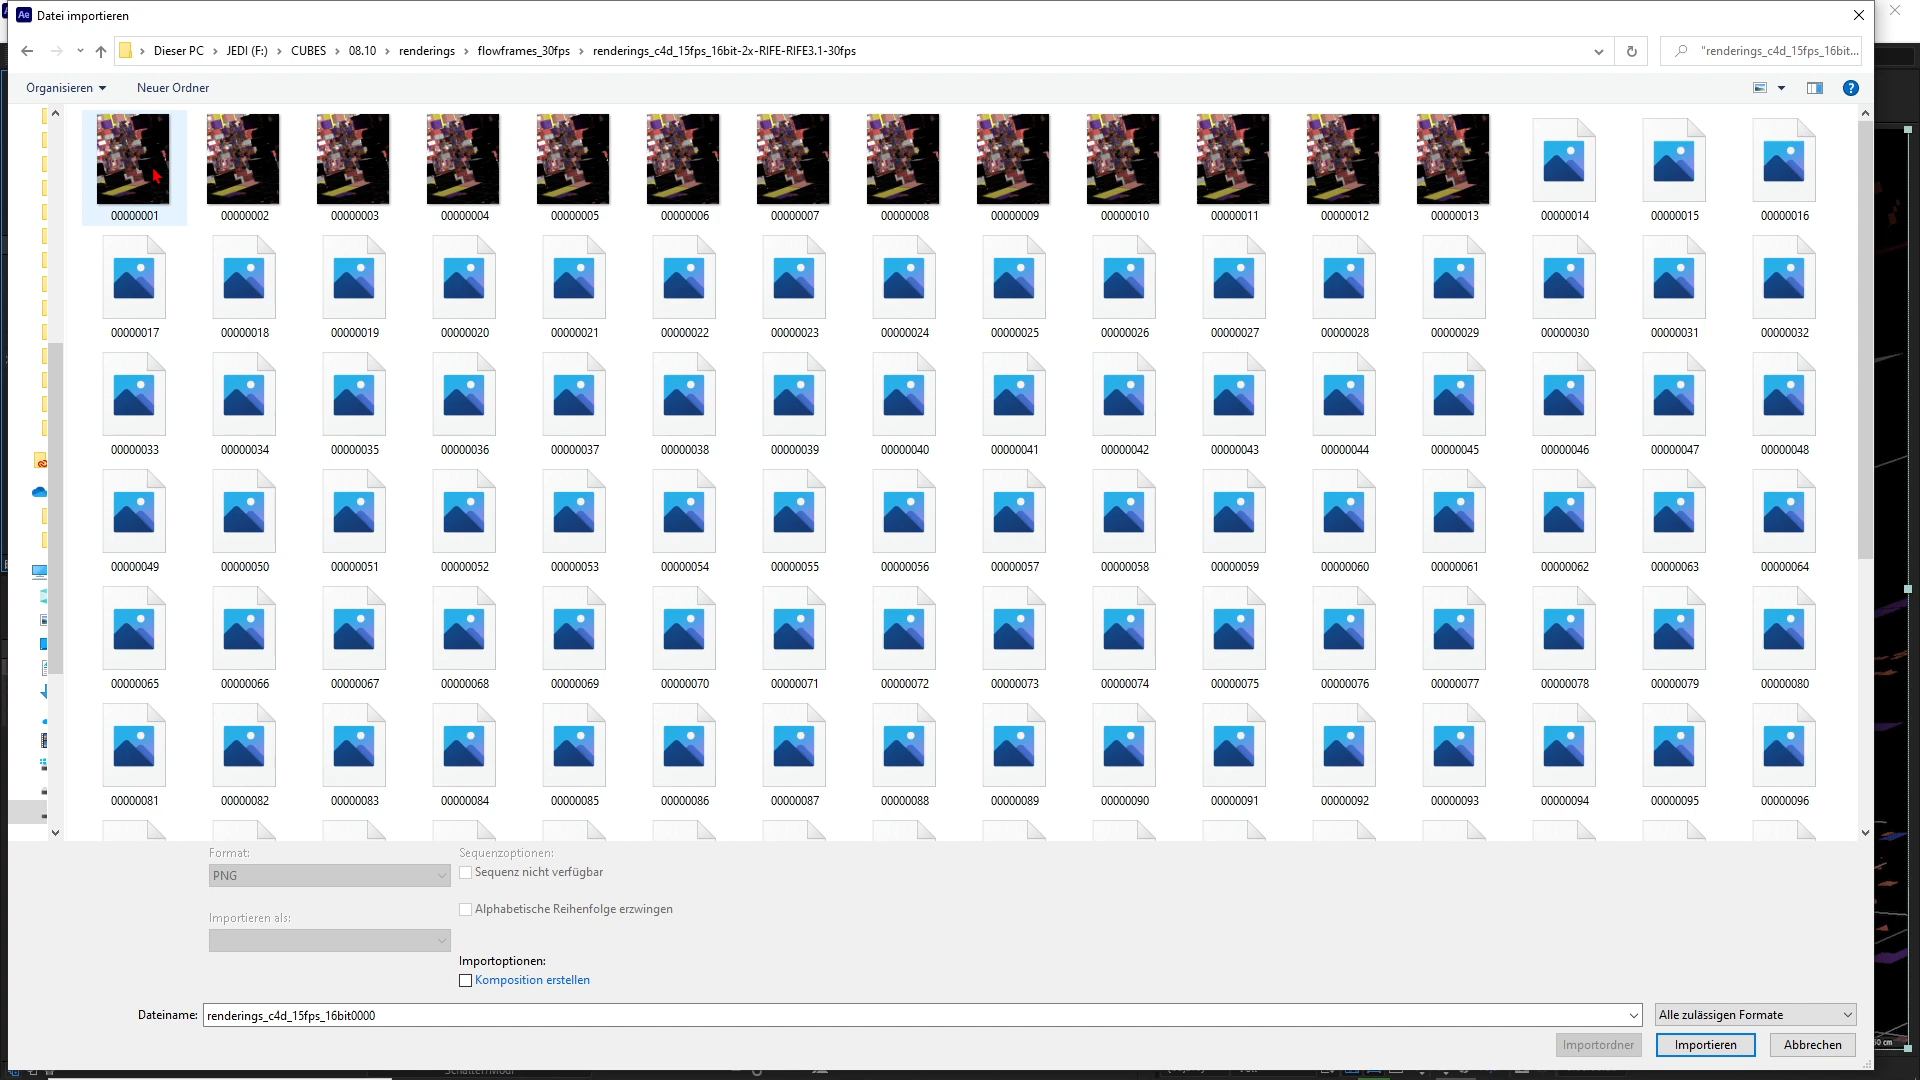 Ae Datei importieren
Dieser PC > JEDI (F:) > CUBES > 08.10 > renderings > flowframes_30fps > renderings_c4d_15fps_16bit-2x-RIFE-RIFE3.1-30fps
"renderings_c4d_15fps_16bit...
Organisieren
Neuer Ordner
00000001 00000002 00000003 00000004 00000005 00000006 00000007 00000008 00000009 00000010 00000011 00000012 00000013 00000014 00000015 00000016
00000017 00000018 00000019 00000020 00000021 00000022 00000023 00000024 00000025 00000026 00000027 00000028 00000029 00000030 00000031 00000032
00000033 00000034 00000035 00000036 00000037 00000038 00000039 00000040 00000041 00000042 00000043 00000044 00000045 00000046 00000047 00000048
00000049 00000050 00000051 00000052 00000053 00000054 00000055 00000056 00000057 00000058 00000059 00000060 00000061 00000062 00000063 00000064
00000065 00000066 00000067 00000068 00000069 00000070 00000071 00000072 00000073 00000074 00000075 00000076 00000077 00000078 00000079 00000080
00000081 00000082 00000083 00000084 00000085 00000086 00000087 00000088 00000089 00000090 00000091 00000092 00000093 00000094 00000095 00000096
Format:
PNG
Sequenzoptionen:
Sequenz nicht verfügbar
Alphabetische Reihenfolge erzwingen
Importieren als:
Importoptionen:
Komposition erstellen
Dateiname: renderings_c4d_15fps_16bit0000
Alle zulässigen Formate
Importordner
Importieren
Abbrechen